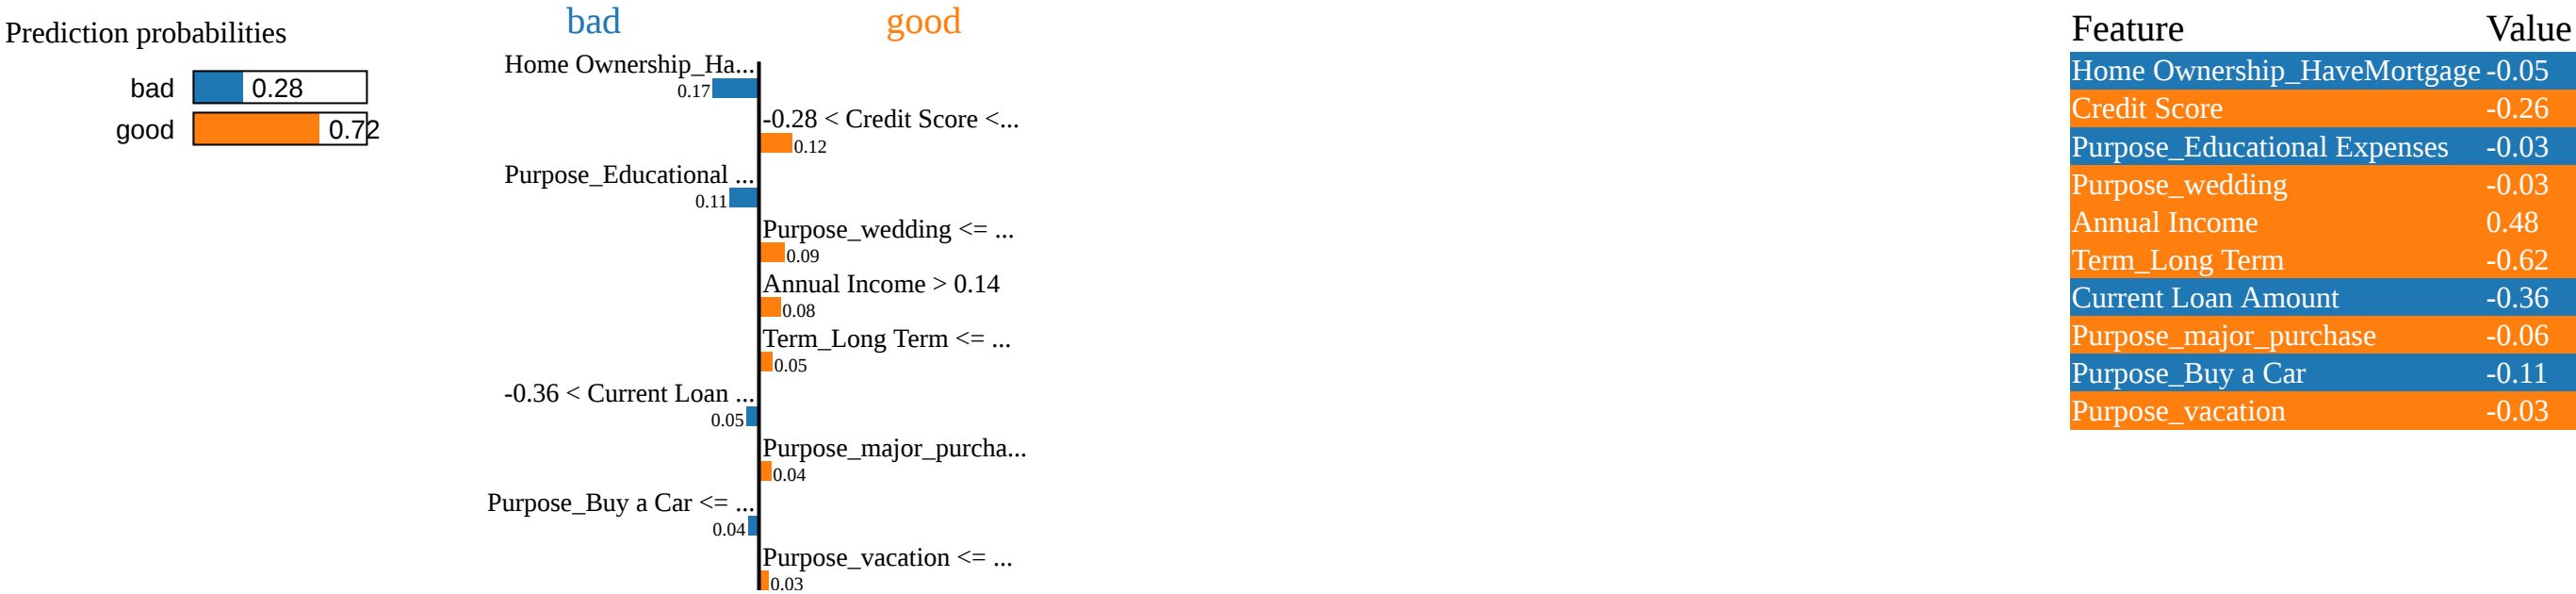 Prediction probabilities
bad 0.28
good 0.72
bad good
Home Ownership_Ha...
0.17
-0.28 < Credit Score <...
0.12
Purpose_Educational ...
0.11
Purpose_wedding <= ...
0.09
Annual Income > 0.14
0.08
Term_Long Term <= ...
0.05
-0.36 < Current Loan ...
0.05
Purpose_major_purcha...
0.04
Purpose_Buy a Car <= ...
0.04
Purpose_vacation <= ...
0.03
Feature Value
Home Ownership_HaveMortgage -0.05
Credit Score -0.26
Purpose_Educational Expenses -0.03
Purpose_wedding -0.03
Annual Income 0.48
Term_Long Term -0.62
Current Loan Amount -0.36
Purpose_major_purchase -0.06
Purpose_Buy a Car -0.11
Purpose_vacation -0.03